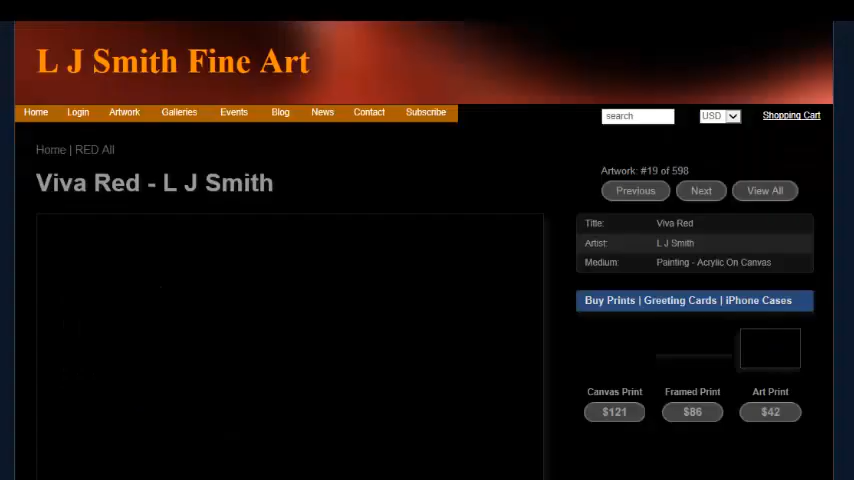 L J Smith Fine Art
Home Login Artwork Galleries Events Blog News Contact Subscribe
search USD Shopping Cart
Home | RED All
Viva Red - L J Smith
Artwork: #19 of 598
Previous Next View All
Title: Viva Red
Artist: L J Smith
Medium: Painting - Acrylic On Canvas
Buy Prints | Greeting Cards | iPhone Cases
Canvas Print Framed Print Art Print
$121 $86 $42